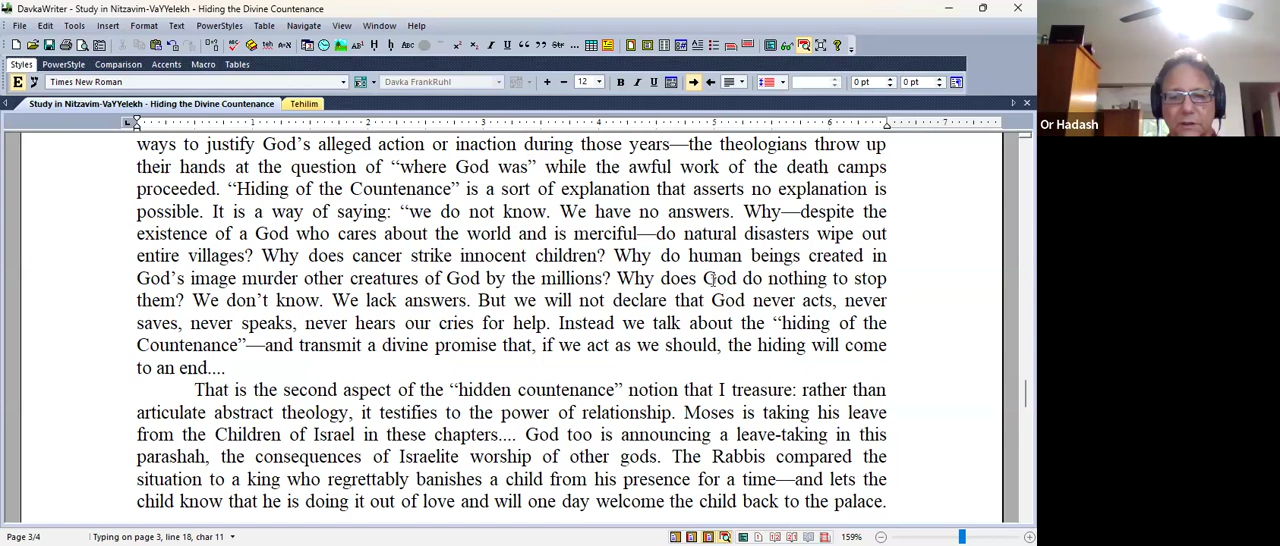 DavkaWriter - Study in Nitzavim-VaYYelekh - Hiding the Divine Countenance
File Edit Tools Insert Format Text PowerStyles Table Navigate View Window Help
Styles PowerStyle Comparison Accents Macro Tables
Times New Roman Davka FrankRuhl 12 B I U 0 pt 0 pt
Study in Nitzavim-VaYYelekh - Hiding the Divine Countenance Tehilim
1 2 3 4 5 6 7
ways to justify God’s alleged action or inaction during those years—the theologians throw up
their hands at the question of “where God was” while the awful work of the death camps
proceeded. “Hiding of the Countenance” is a sort of explanation that asserts no explanation is
possible. It is a way of saying: “we do not know. We have no answers. Why—despite the
existence of a God who cares about the world and is merciful—do natural disasters wipe out
entire villages? Why does cancer strike innocent children? Why do human beings created in
God’s image murder other creatures of God by the millions? Why does God do nothing to stop
them? We don’t know. We lack answers. But we will not declare that God never acts, never
saves, never speaks, never hears our cries for help. Instead we talk about the “hiding of the
Countenance”—and transmit a divine promise that, if we act as we should, the hiding will come
to an end....
That is the second aspect of the “hidden countenance” notion that I treasure: rather than
articulate abstract theology, it testifies to the power of relationship. Moses is taking his leave
from the Children of Israel in these chapters.... God too is announcing a leave-taking in this
parashah, the consequences of Israelite worship of other gods. The Rabbis compared the
situation to a king who regrettably banishes a child from his presence for a time—and lets the
child know that he is doing it out of love and will one day welcome the child back to the palace.
Page 3/4 Typing on page 3, line 18, char 11 159%
Or Hadash